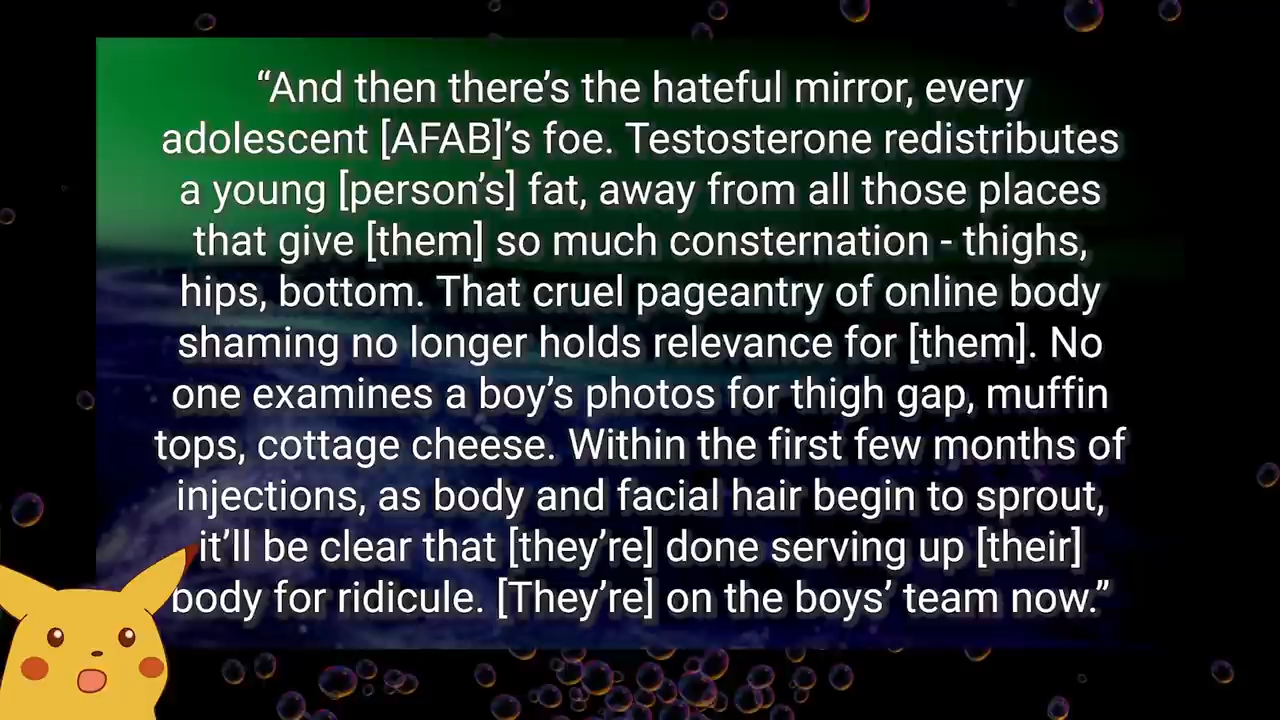 “And then there’s the hateful mirror, every
adolescent [AFAB]’s foe. Testosterone redistributes
a young [person’s] fat, away from all those places
that give [them] so much consternation - thighs,
hips, bottom. That cruel pageantry of online body
shaming no longer holds relevance for [them]. No
one examines a boy’s photos for thigh gap, muffin
tops, cottage cheese. Within the first few months of
injections, as body and facial hair begin to sprout,
it’ll be clear that [they’re] done serving up [their]
body for ridicule. [They’re] on the boys’ team now.”